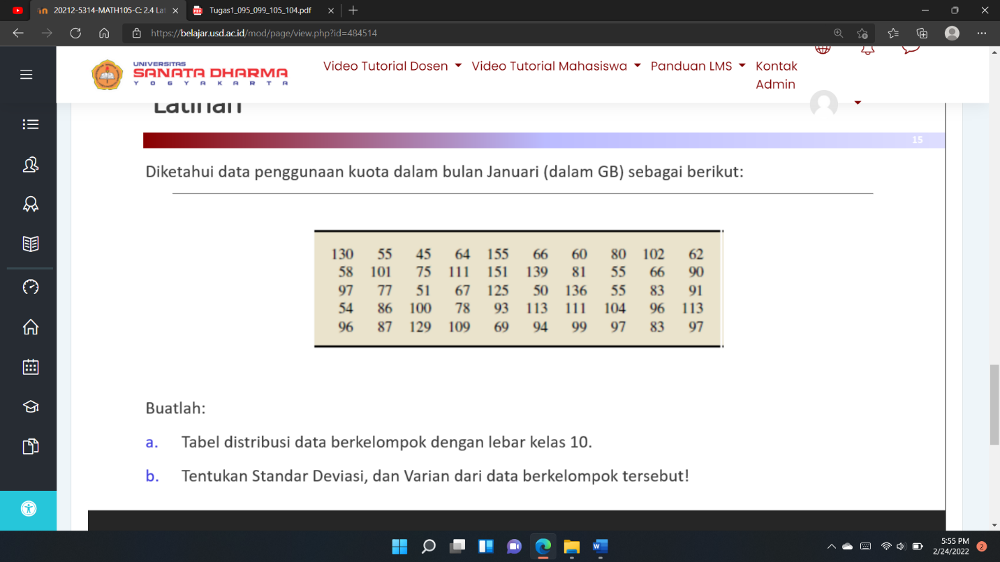 20212-5314-MATH105-C: 2.4 Lat
Tugas1_095_099_105_104.pdf
https://belajar.usd.ac.id/mod/page/view.php?id=484514
UNIVERSITAS
SANATA DHARMA
YOGYAKARTA
Video Tutorial Dosen
Video Tutorial Mahasiswa
Panduan LMS
Kontak Admin
Latihan
15
Diketahui data penggunaan kuota dalam bulan Januari (dalam GB) sebagai berikut:
130 55 45 64 155 66 60 80 102 62
58 101 75 111 151 139 81 55 66 90
97 77 51 67 125 50 136 55 83 91
54 86 100 78 93 113 111 104 96 113
96 87 129 109 69 94 99 97 83 97
Buatlah:
a. Tabel distribusi data berkelompok dengan lebar kelas 10.
b. Tentukan Standar Deviasi, dan Varian dari data berkelompok tersebut!
5:55 PM
2/24/2022
2